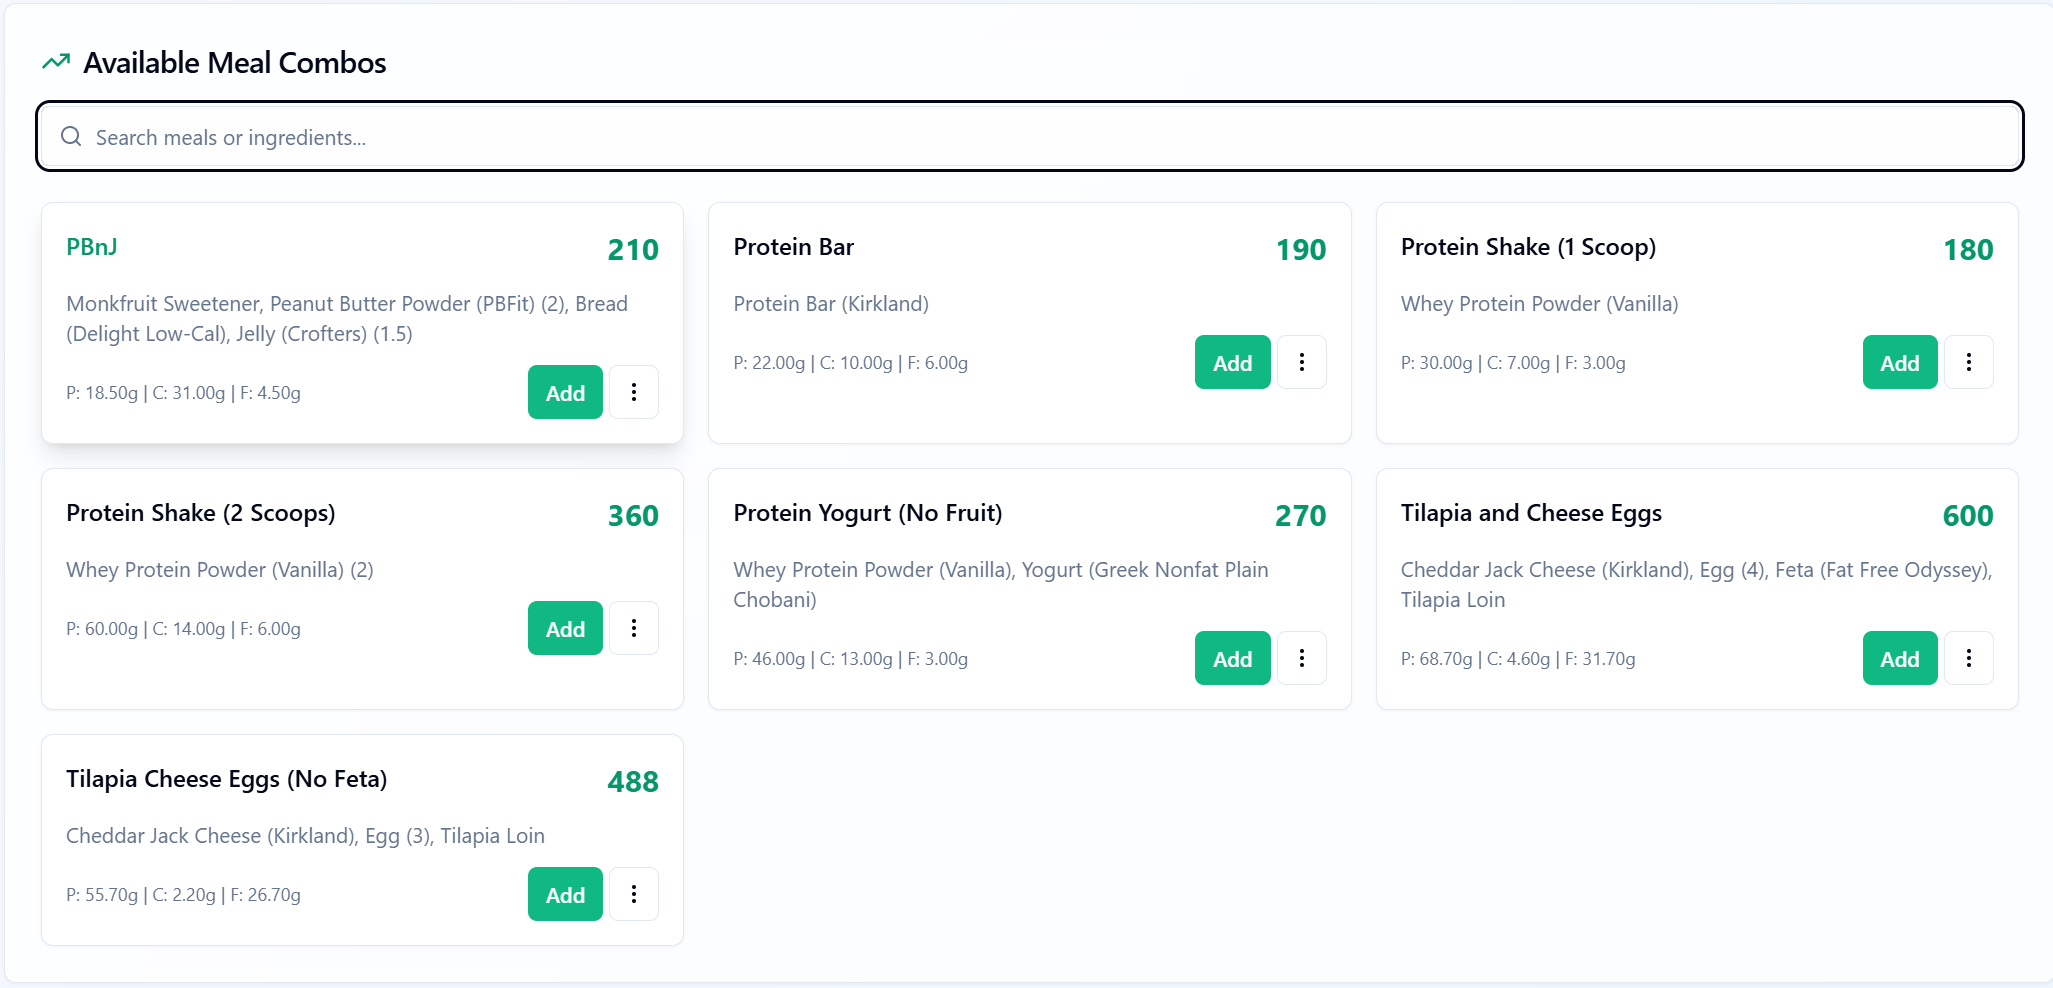 Available Meal Combos
Search meals or ingredients...
PBnJ
210
Monkfruit Sweetener, Peanut Butter Powder (PBFit) (2), Bread
(Delight Low-Cal), Jelly (Crofters) (1.5)
P: 18.50g | C: 31.00g | F: 4.50g
Add
Protein Bar
190
Protein Bar (Kirkland)
P: 22.00g | C: 10.00g | F: 6.00g
Add
Protein Shake (1 Scoop)
180
Whey Protein Powder (Vanilla)
P: 30.00g | C: 7.00g | F: 3.00g
Add
Protein Shake (2 Scoops)
360
Whey Protein Powder (Vanilla) (2)
P: 60.00g | C: 14.00g | F: 6.00g
Add
Protein Yogurt (No Fruit)
270
Whey Protein Powder (Vanilla), Yogurt (Greek Nonfat Plain
Chobani)
P: 46.00g | C: 13.00g | F: 3.00g
Add
Tilapia and Cheese Eggs
600
Cheddar Jack Cheese (Kirkland), Egg (4), Feta (Fat Free Odyssey),
Tilapia Loin
P: 68.70g | C: 4.60g | F: 31.70g
Add
Tilapia Cheese Eggs (No Feta)
488
Cheddar Jack Cheese (Kirkland), Egg (3), Tilapia Loin
P: 55.70g | C: 2.20g | F: 26.70g
Add